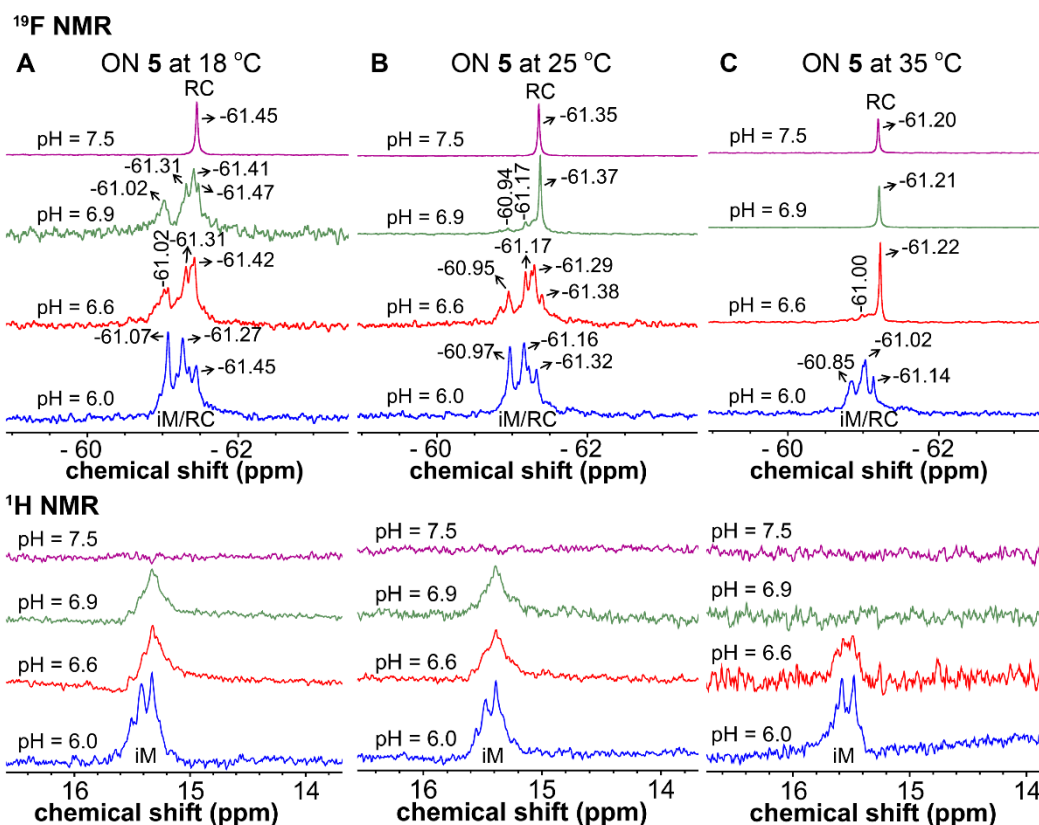 ¹⁹F NMR
A ON 5 at 18 °C
RC
-61.45
pH = 7.5
-61.31
-61.41
-61.02
-61.47
pH = 6.9
-61.02
-61.31
-61.42
pH = 6.6
-61.07
-61.27
-61.45
pH = 6.0
iM/RC
- 60 - 62
chemical shift (ppm)
B ON 5 at 25 °C
RC
-61.35
pH = 7.5
-60.94
-61.17
-61.37
pH = 6.9
-61.17
-60.95
-61.29
-61.38
pH = 6.6
-60.97
-61.16
-61.32
pH = 6.0
iM/RC
- 60 - 62
chemical shift (ppm)
C ON 5 at 35 °C
RC
-61.20
pH = 7.5
-61.21
pH = 6.9
-61.22
-61.00
pH = 6.6
-61.02
-60.85
-61.14
pH = 6.0
iM/RC
- 60 - 62
chemical shift (ppm)
¹H NMR
pH = 7.5
pH = 6.9
pH = 6.6
pH = 6.0
iM
16 15 14
chemical shift (ppm)
pH = 7.5
pH = 6.9
pH = 6.6
pH = 6.0
iM
16 15 14
chemical shift (ppm)
pH = 7.5
pH = 6.9
pH = 6.6
pH = 6.0
iM
16 15 14
chemical shift (ppm)